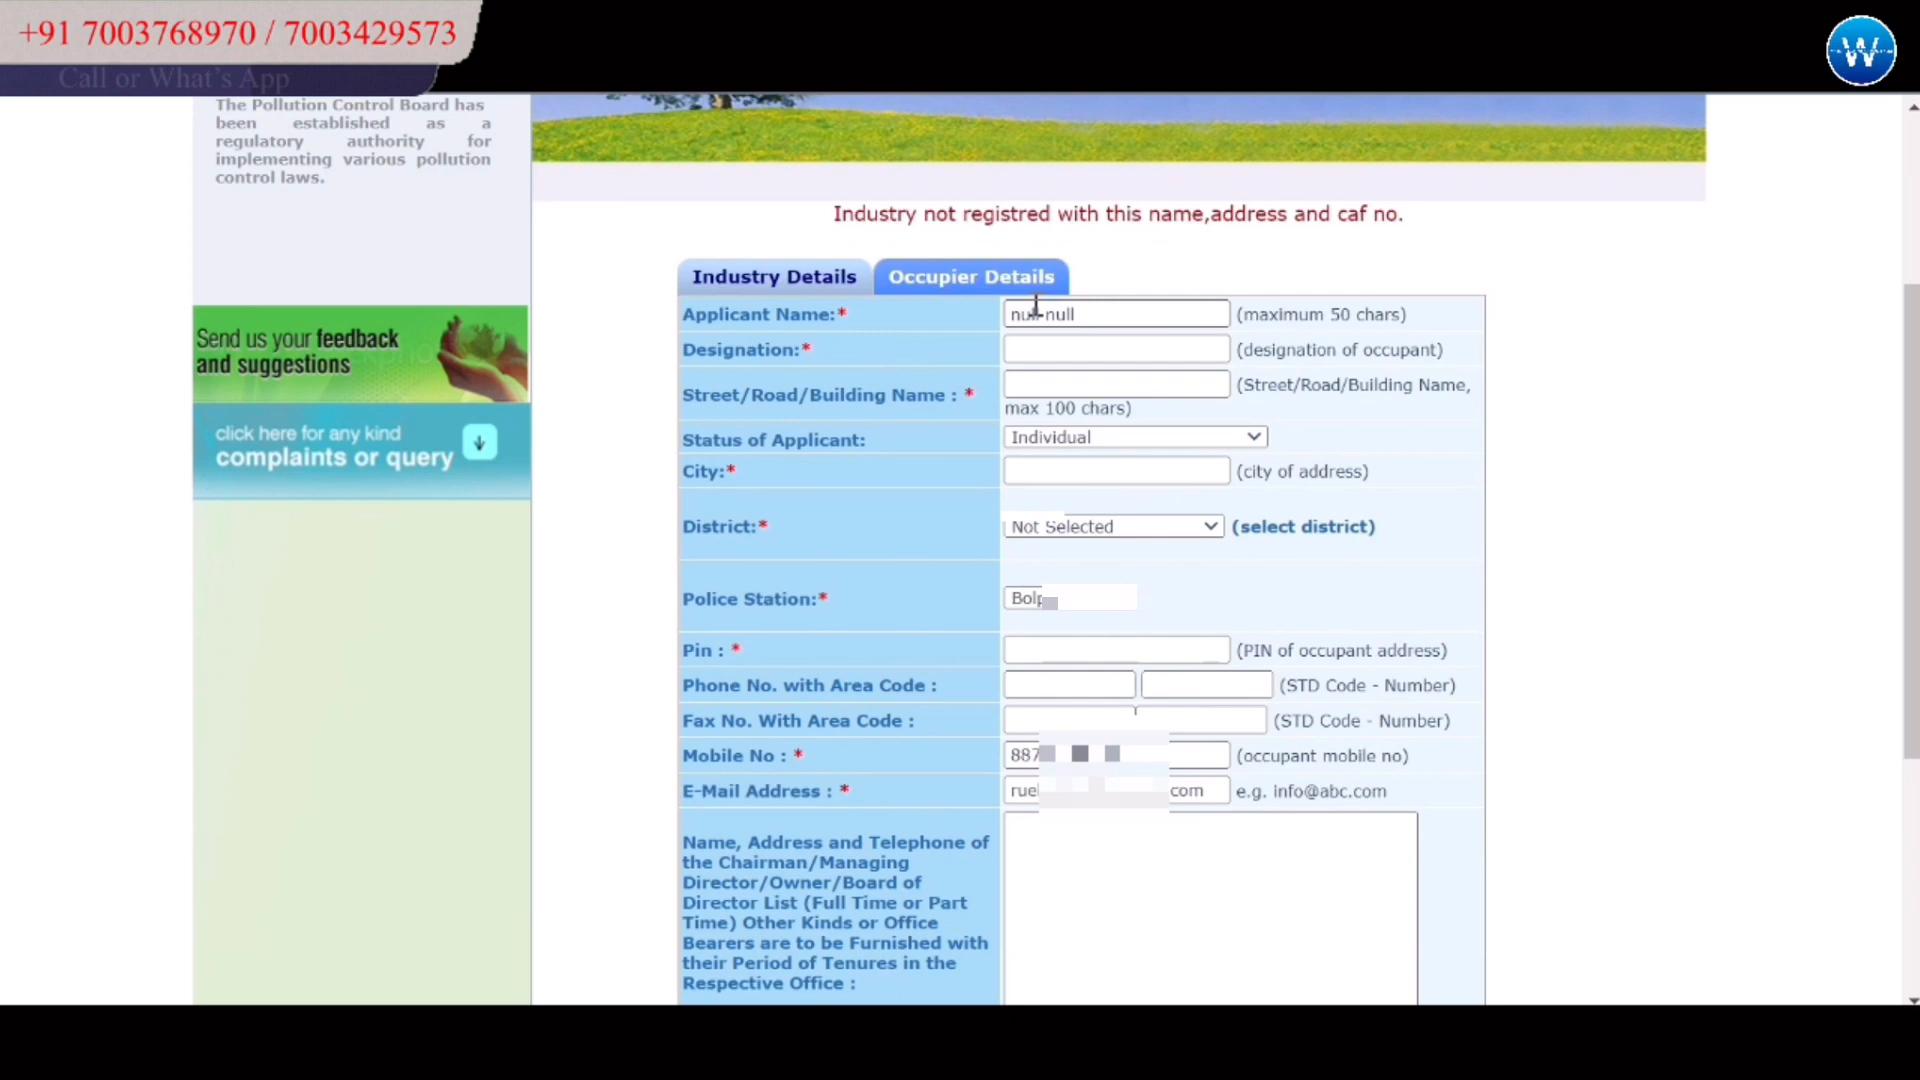 +91 7003768970 / 7003429573
Call or What's App
W
The Pollution Control Board has
been established as a
regulatory authority for
implementing various pollution
control laws.
Send us your feedback
and suggestions
click here for any kind
complaints or query
Industry not registred with this name,address and caf no.
Industry Details Occupier Details
Applicant Name:* null null (maximum 50 chars)
Designation:* (designation of occupant)
Street/Road/Building Name : * (Street/Road/Building Name,
max 100 chars)
Status of Applicant: Individual
City:* (city of address)
District:* Not Selected (select district)
Police Station:*
Pin : * (PIN of occupant address)
Phone No. with Area Code : (STD Code - Number)
Fax No. With Area Code : (STD Code - Number)
Mobile No : * 887 (occupant mobile no)
E-Mail Address : * rue com e.g. info@abc.com
Name, Address and Telephone of
the Chairman/Managing
Director/Owner/Board of
Director List (Full Time or Part
Time) Other Kinds or Office
Bearers are to be Furnished with
their Period of Tenures in the
Respective Office :